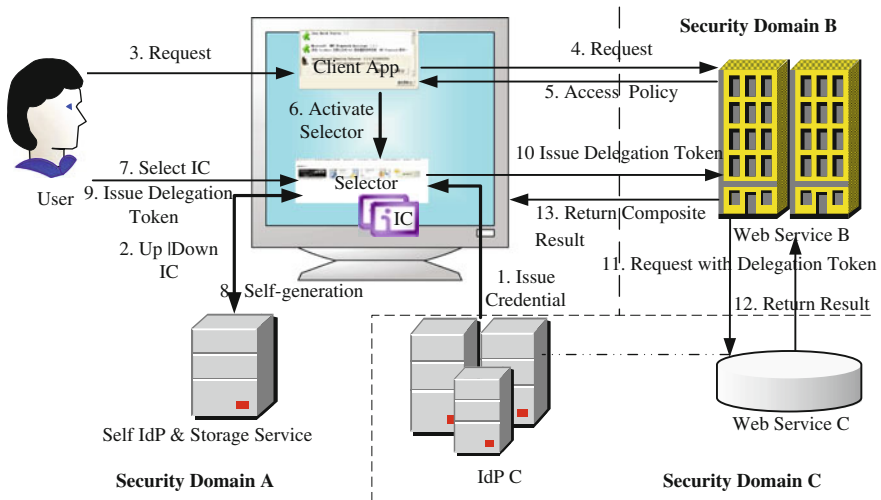 Security Domain B
3. Request
4. Request
Client App
5. Access Policy
6. Activate
Selector
7. Select IC
10 Issue Delegation Token
User
9. Issue Delegation
Token
Selector
IC
13. Return Composite
Result
Web Service B
2. Up |Down
IC
11. Request with Delegation Token
8. Self-generation
1. Issue
Credential
12. Return Result
Self IdP & Storage Service
Web Service C
IdP C
Security Domain A
Security Domain C